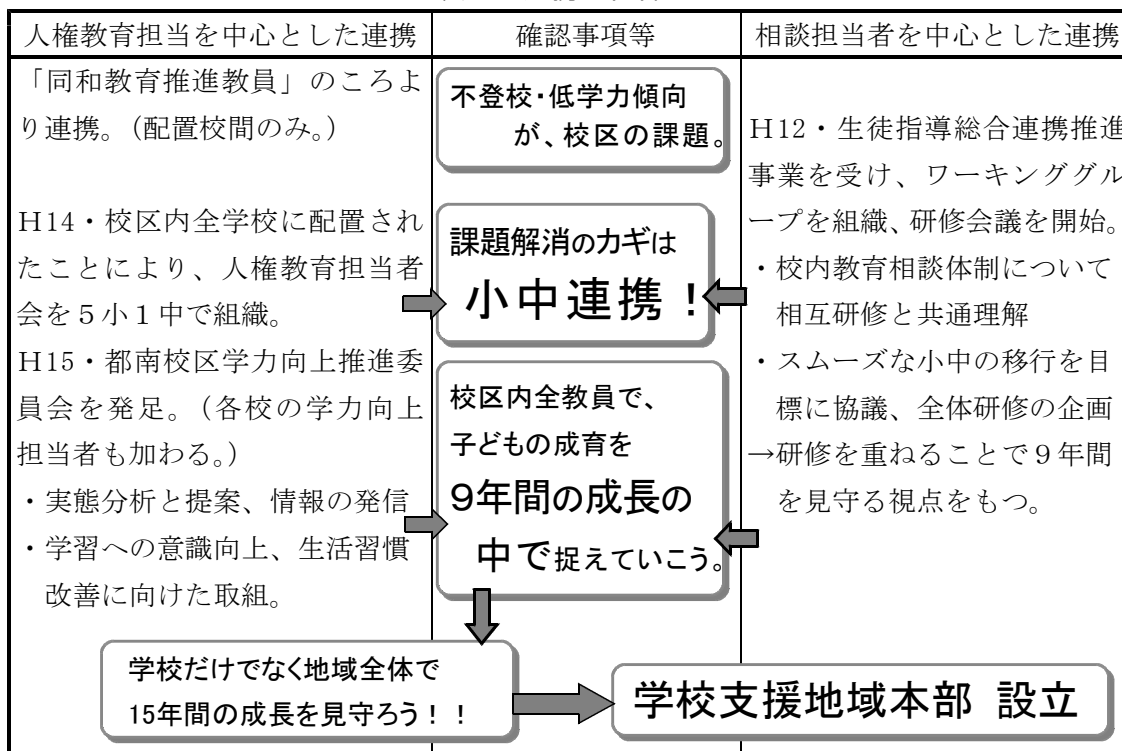 人権教育担当を中心とした連携
確認事項等
相談担当者を中心とした連携
「同和教育推進教員」のころよ
り連携。(配置校間のみ。)
H14・校区内全学校に配置され
たことにより、人権教育担当者
会を5小1中で組織。
H15・都南校区学力向上推進委
員会を発足。(各校の学力向上
担当者も加わる。)
・実態分析と提案、情報の発信
・学習への意識向上、生活習慣
改善に向けた取組。
不登校・低学力傾向
が、校区の課題。
課題解消のカギは
小中連携！
校区内全教員で、
子どもの成育を
9年間の成長の
中で捉えていこう。
H12・生徒指導総合連携推進
事業を受け、ワーキンググル
ープを組織、研修会議を開始。
・校内教育相談体制について
相互研修と共通理解
・スムーズな小中の移行を目
標に協議、全体研修の企画
→研修を重ねることで9年間
を見守る視点をもつ。
学校だけでなく地域全体で
15年間の成長を見守ろう！！
学校支援地域本部 設立